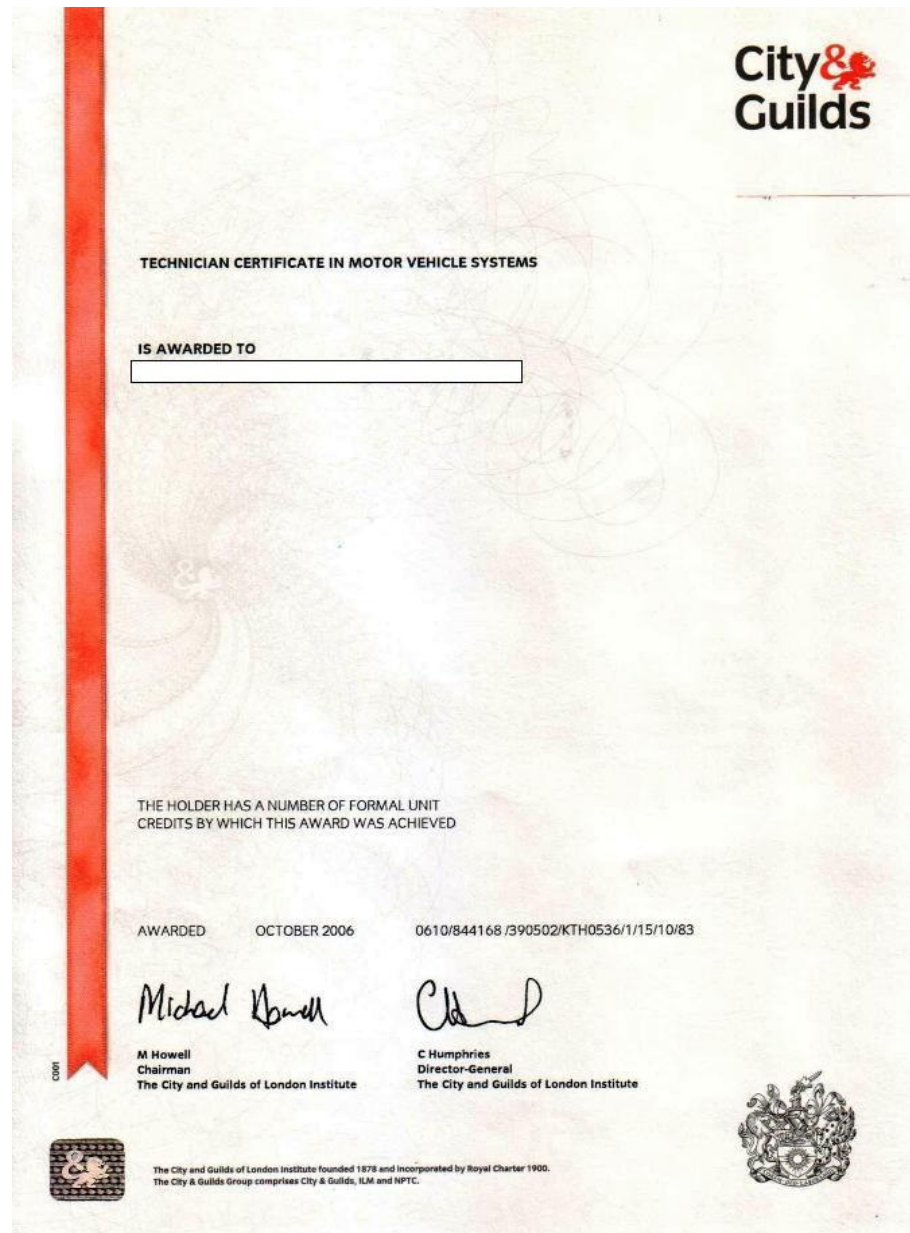 City&
Guilds
TECHNICIAN CERTIFICATE IN MOTOR VEHICLE SYSTEMS
IS AWARDED TO
THE HOLDER HAS A NUMBER OF FORMAL UNIT
CREDITS BY WHICH THIS AWARD WAS ACHIEVED
AWARDED OCTOBER 2006 0610/844168 /390502/KTH0536/1/15/10/83
Michael Howell
M Howell
Chairman
The City and Guilds of London Institute
C Humphries
Director-General
The City and Guilds of London Institute
C001
The City and Guilds of London Institute founded 1878 and incorporated by Royal Charter 1900.
The City & Guilds Group comprises City & Guilds, ILM and NPTC.